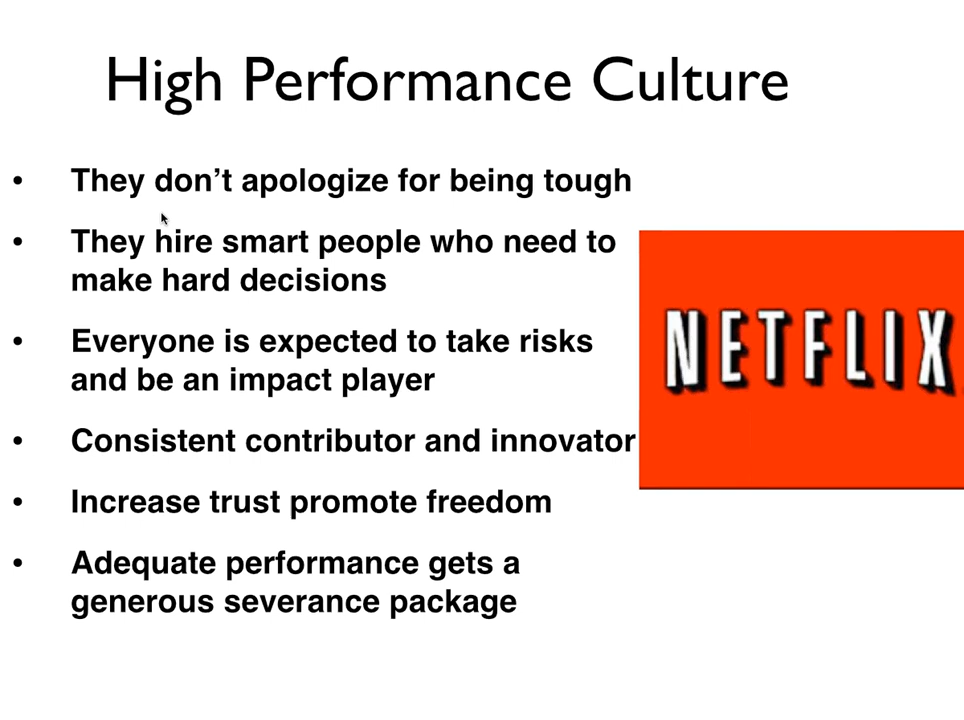 High Performance Culture
• They don’t apologize for being tough
• They hire smart people who need to
make hard decisions
• Everyone is expected to take risks
and be an impact player
• Consistent contributor and innovator
• Increase trust promote freedom
• Adequate performance gets a
generous severance package
NETFLIX